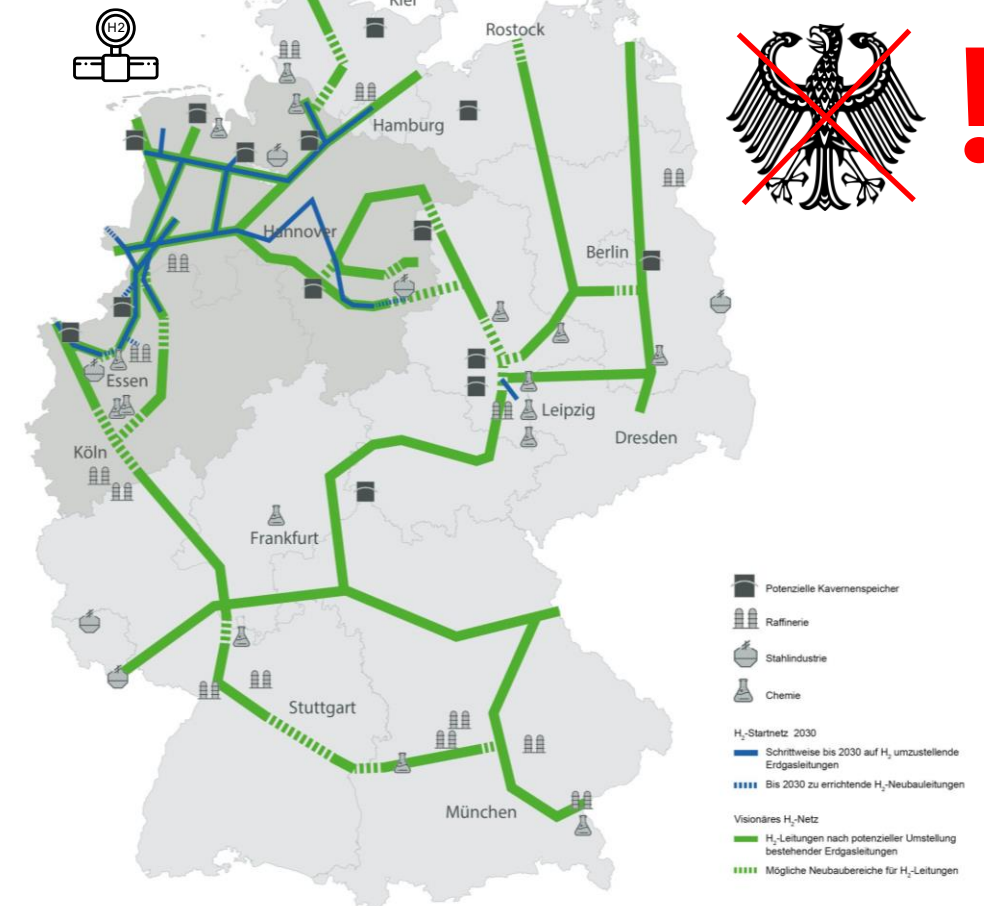 Kiel
H2
Rostock
!
Hamburg
Hannover
Berlin
Essen
Leipzig
Dresden
Köln
Frankfurt
Stuttgart
München
Potenzielle Kavernenspeicher
Raffinerie
Stahlindustrie
Chemie
H₂-Startnetz 2030
Schrittweise bis 2030 auf H₂ umzustellende
Erdgasleitungen
Bis 2030 zu errichtende H₂-Neubauleitungen
Visionäres H₂-Netz
H₂-Leitungen nach potenzieller Umstellung
bestehender Erdgasleitungen
Mögliche Neubaubereiche für H₂-Leitungen